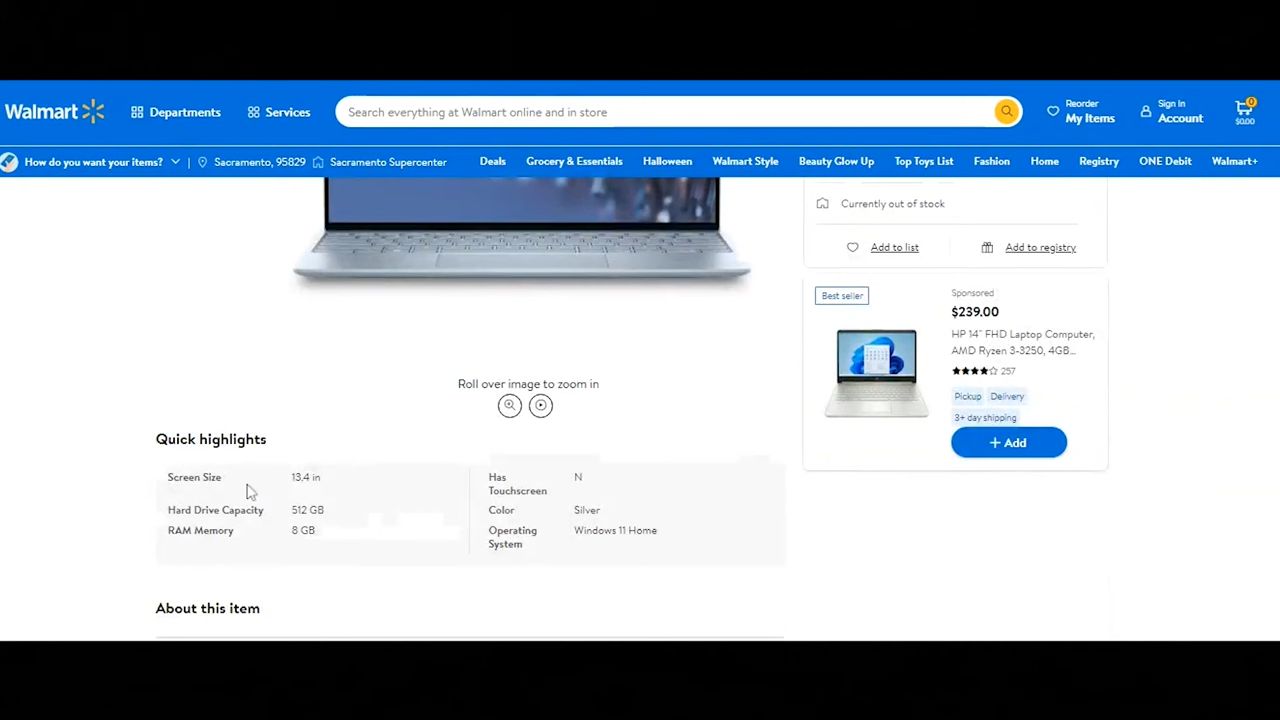 Walmart
Departments
Services
Search everything at Walmart online and in store
Reorder
My Items
Sign In
Account
0
$0.00
How do you want your items?
Sacramento, 95829
Sacramento Supercenter
Deals
Grocery & Essentials
Halloween
Walmart Style
Beauty Glow Up
Top Toys List
Fashion
Home
Registry
ONE Debit
Walmart+
Currently out of stock
Add to list
Add to registry
Best seller
Sponsored
$239.00
HP 14" FHD Laptop Computer,
AMD Ryzen 3-3250, 4GB...
257
Pickup
Delivery
3+ day shipping
+ Add
Roll over image to zoom in
Quick highlights
Screen Size
13.4 in
Hard Drive Capacity
512 GB
RAM Memory
8 GB
Has
Touchscreen
N
Color
Silver
Operating
System
Windows 11 Home
About this item